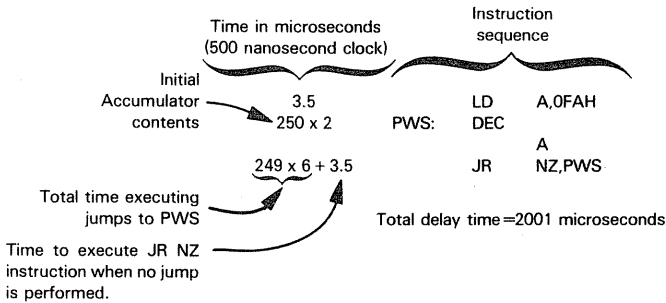 Time in microseconds
(500 nanosecond clock)
Instruction
sequence
Initial
Accumulator
contents
3.5 LD A,0FAH
250 x 2 PWS: DEC
A
249 x 6 + 3.5 JR NZ,PWS
Total time executing
jumps to PWS
Total delay time=2001 microseconds
Time to execute JR NZ
instruction when no jump
is performed.